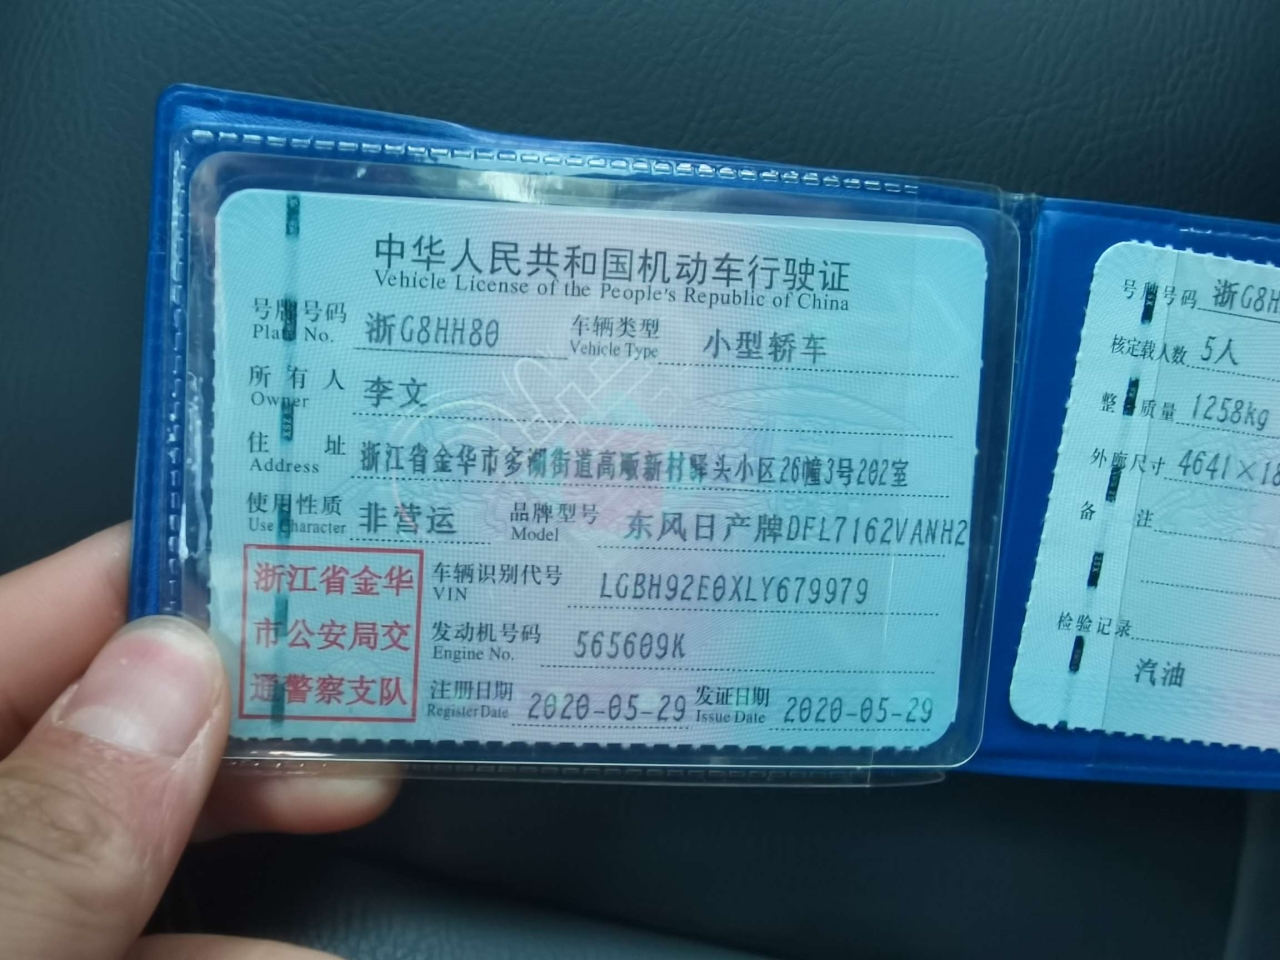 中华人民共和国机动车行驶证
Vehicle License of the People's Republic of China
号牌号码 浙G8HH80 车辆类型 小型轿车
Plate No. Vehicle Type
所有人 李文
Owner
住址 浙江省金华市多湖街道高畈新村驿头小区26幢3号202室
Address
使用性质 非营运 品牌型号 东风日产牌DFL7162VANH2
Use Character Model
浙江省金华
市公安局交
通警察支队
车辆识别代号 LGBH92E0XLY679979
VIN
发动机号码 565609K
Engine No.
注册日期 2020-05-29 发证日期 2020-05-29
Register Date Issue Date
号牌号码 浙G8H
核定载人数 5人
整 质量 1258kg
外廓尺寸 4641×18
备注
检验记录
汽油